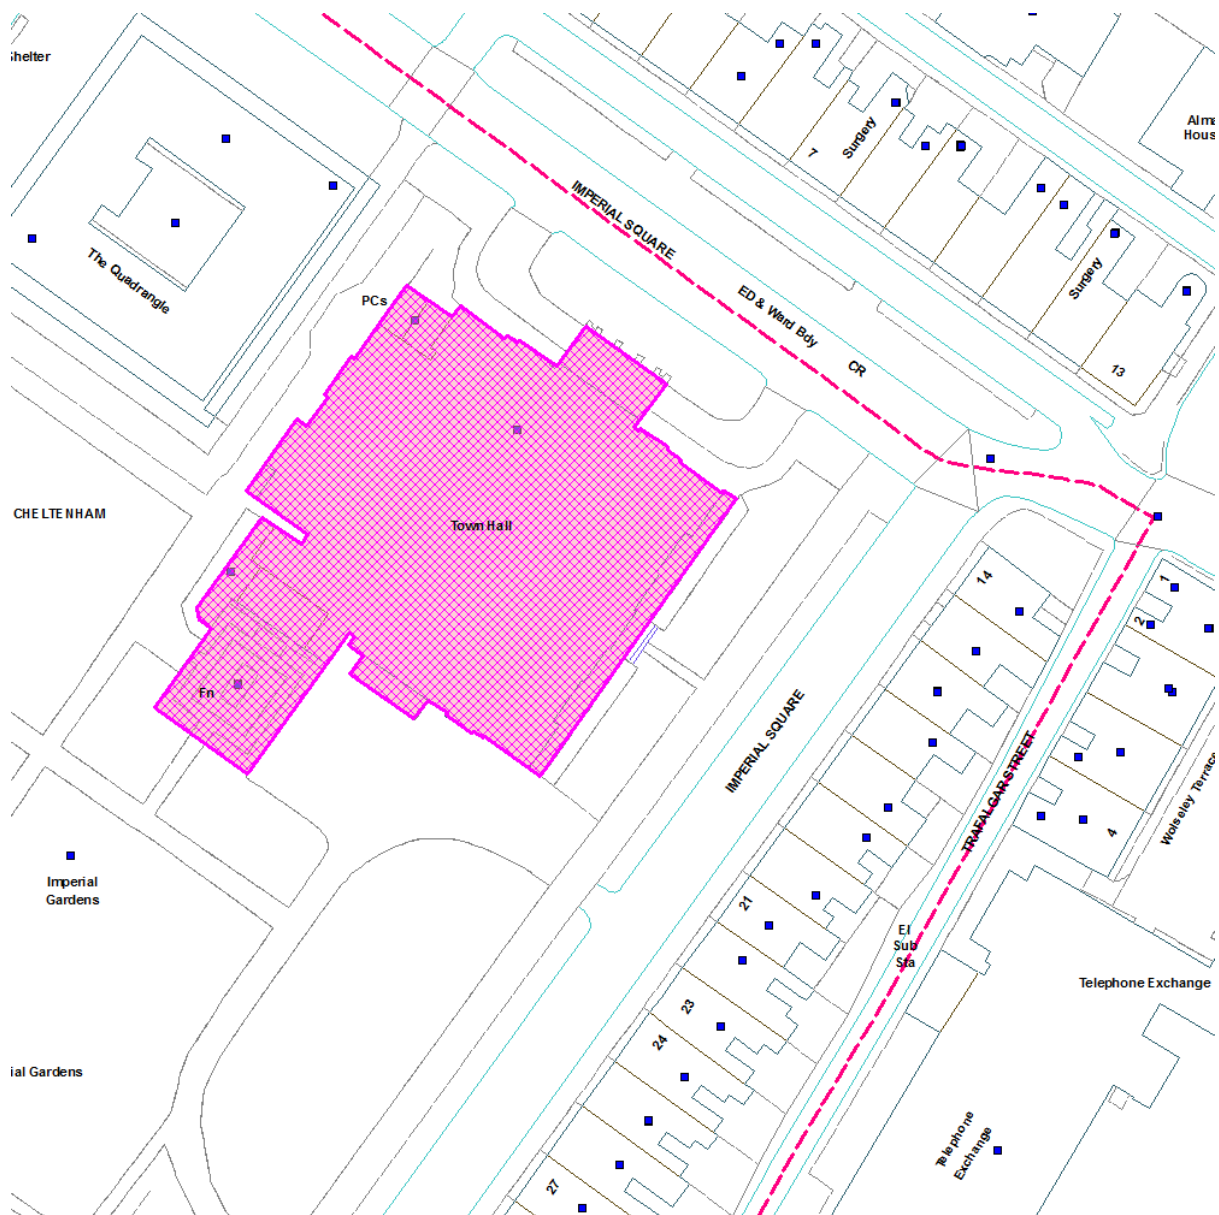 Shelter
Alma
Hous
7
Surgery
IMPERIAL SQUARE
The Quadrangle
Surgery
PCs
ED & Ward Bdy
CR
13
CHELTENHAM
Town Hall
14
1
2
Fn
IMPERIAL SQUARE
TRAFALGAR STREET
Wolseley Terrace
4
Imperial
Gardens
21
El
Sub
Sta
Telephone Exchange
23
24
ial Gardens
Telephone
Exchange
27